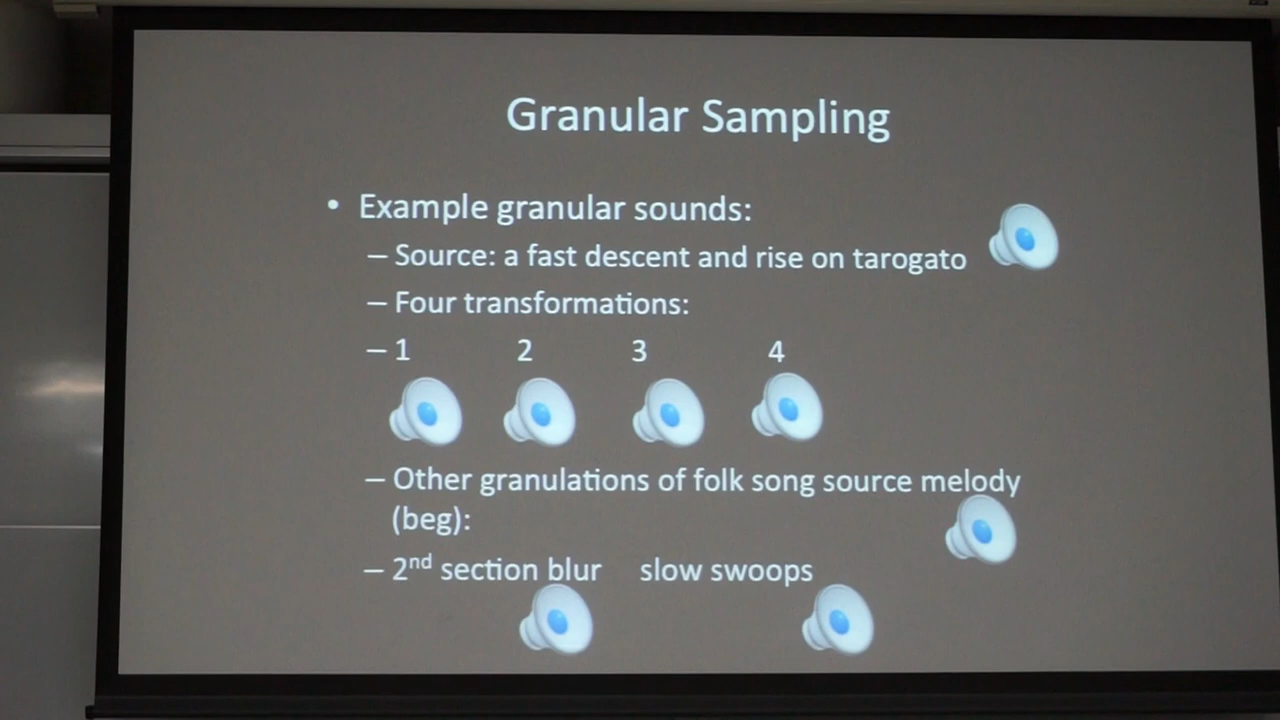 Granular Sampling
• Example granular sounds:
– Source: a fast descent and rise on tarogato
– Four transformations:
– 1 2 3 4
– Other granulations of folk song source melody
(beg):
– 2nd section blur slow swoops